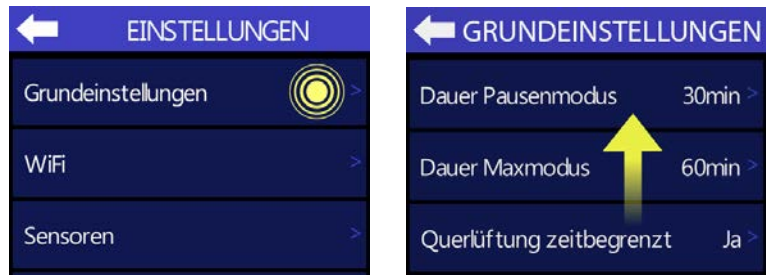 EINSTELLUNGEN
Grundeinstellungen >
WiFi >
Sensoren >
GRUNDEINSTELLUNGEN
Dauer Pausenmodus 30min >
Dauer Maxmodus 60min >
Querlüftung zeitbegrenzt Ja >